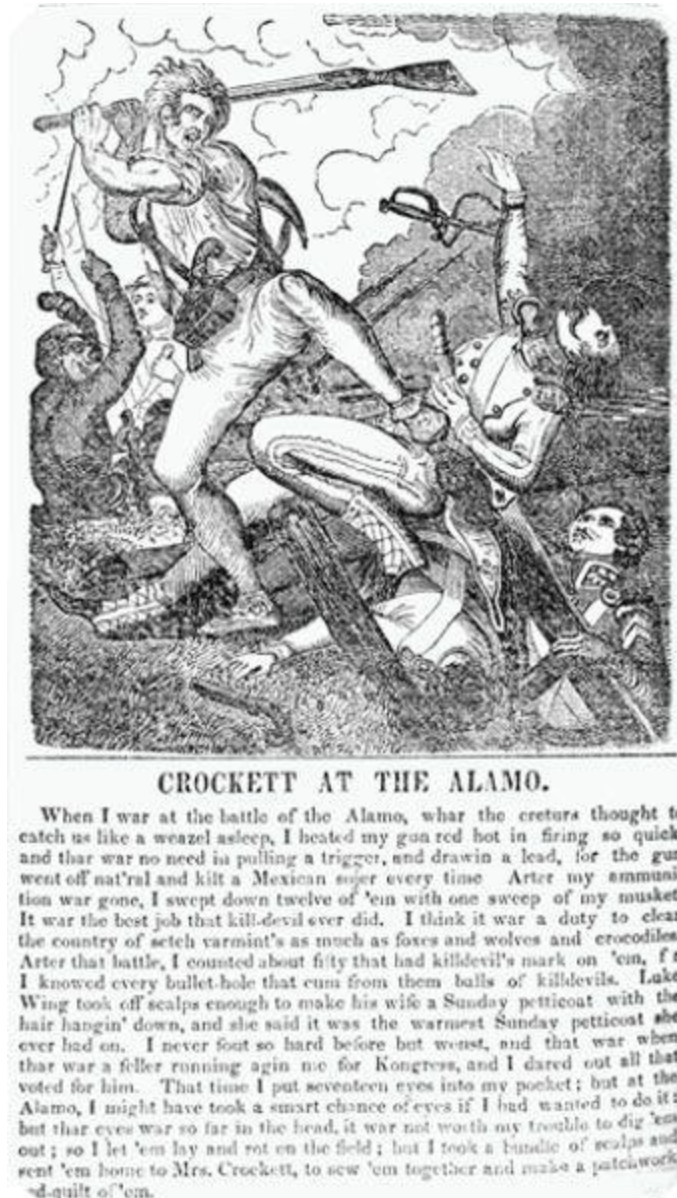 CROCKETT AT THE ALAMO.
When I war at the battle of the Alamo, whar the creturs thought t
catch us like a weazel asleep, I heated my gun red hot in firing so quick
and thar war no need in pulling a trigger, and drawin a lead, for the gun
went off nat'ral and kilt a Mexican sojer every time Arter my ammuni
tion war gone, I swept down twelve of 'em with one sweep of my musket
It war the best job that kill-devil ever did. I think it war a duty to clear
the country of setch varmint's as much as foxes and wolves and crocodiles
Arter that battle, I counted about fifty that had killdevil's mark on 'em, f r
I knowed every bullet-hole that cum from them balls of killdevils. Luke
Wing took off scalps enough to make his wife a Sunday petticoat with the
hair hangin' down, and she said it was the warmest Sunday petticoat she
ever had on. I never fout so hard before but wenst, and that war when
thar war a feller running agin me for Kongress, and I dared out all that
voted for him. That time I put seventeen eyes into my pocket; but at the
Alamo, I might have took a smart chance of eyes if I had wanted to do it:
but thar eyes war so far in the head, it war not worth my trouble to dig 'em
out; so I let 'em lay and rot on the field; but I took a bundle of scalps and
sent 'em home to Mrs. Crockett, to sew 'em together and make a patchwork
ed-quilt of 'em.